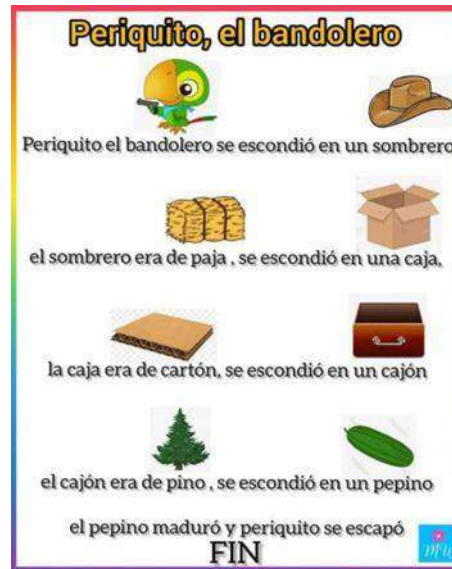 Periquito, el bandolero
Periquito el bandolero se escondió en un sombrero
el sombrero era de paja , se escondió en una caja,
la caja era de cartón, se escondió en un cajón
el cajón era de pino , se escondió en un pepino
el pepino maduró y periquito se escapó
FIN